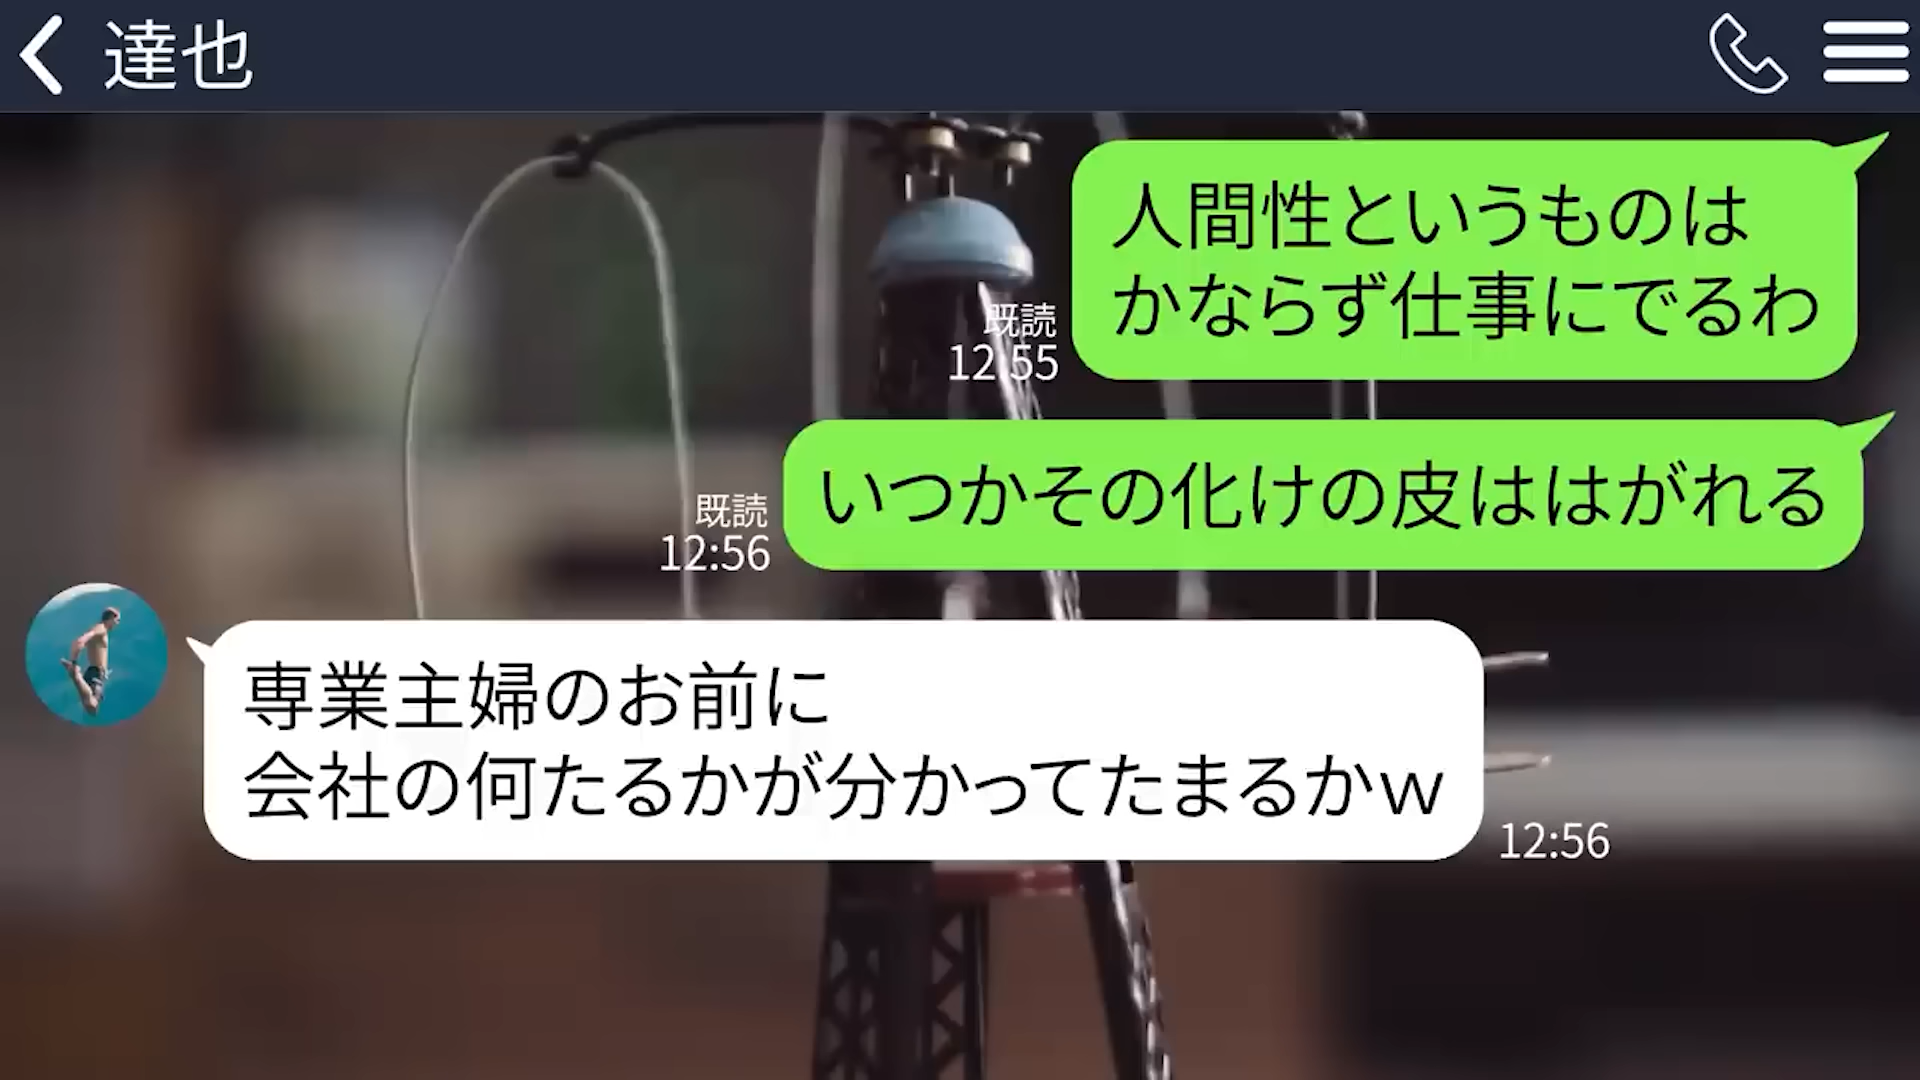 達也
人間性というものは
かならず仕事にでるわ
既読
12:55
いつかその化けの皮ははがれる
既読
12:56
専業主婦のお前に
会社の何たるかが分かってたまるかw
12:56